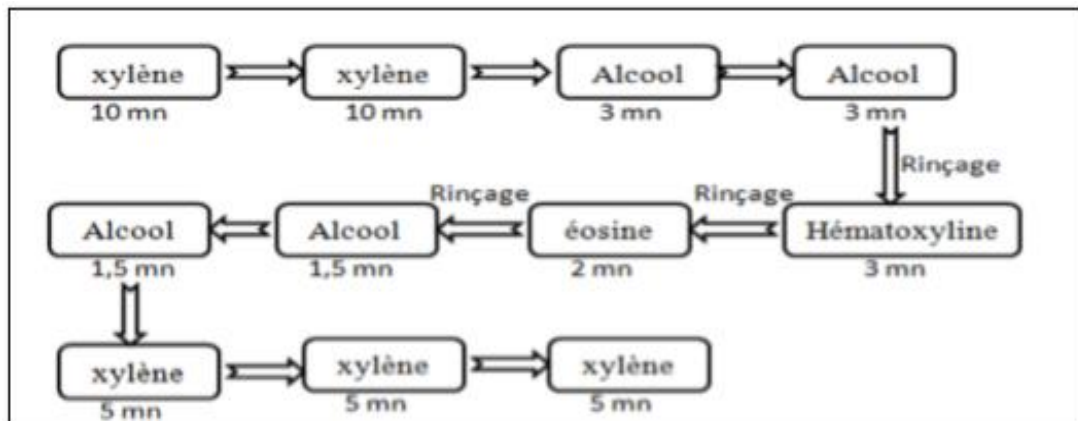 xylène xylène Alcool Alcool
10 mn 10 mn 3 mn 3 mn
Rinçage
Rinçage Rinçage
Alcool Alcool éosine Hématoxyline
1,5 mn 1,5 mn 2 mn 3 mn
xylène xylène xylène
5 mn 5 mn 5 mn